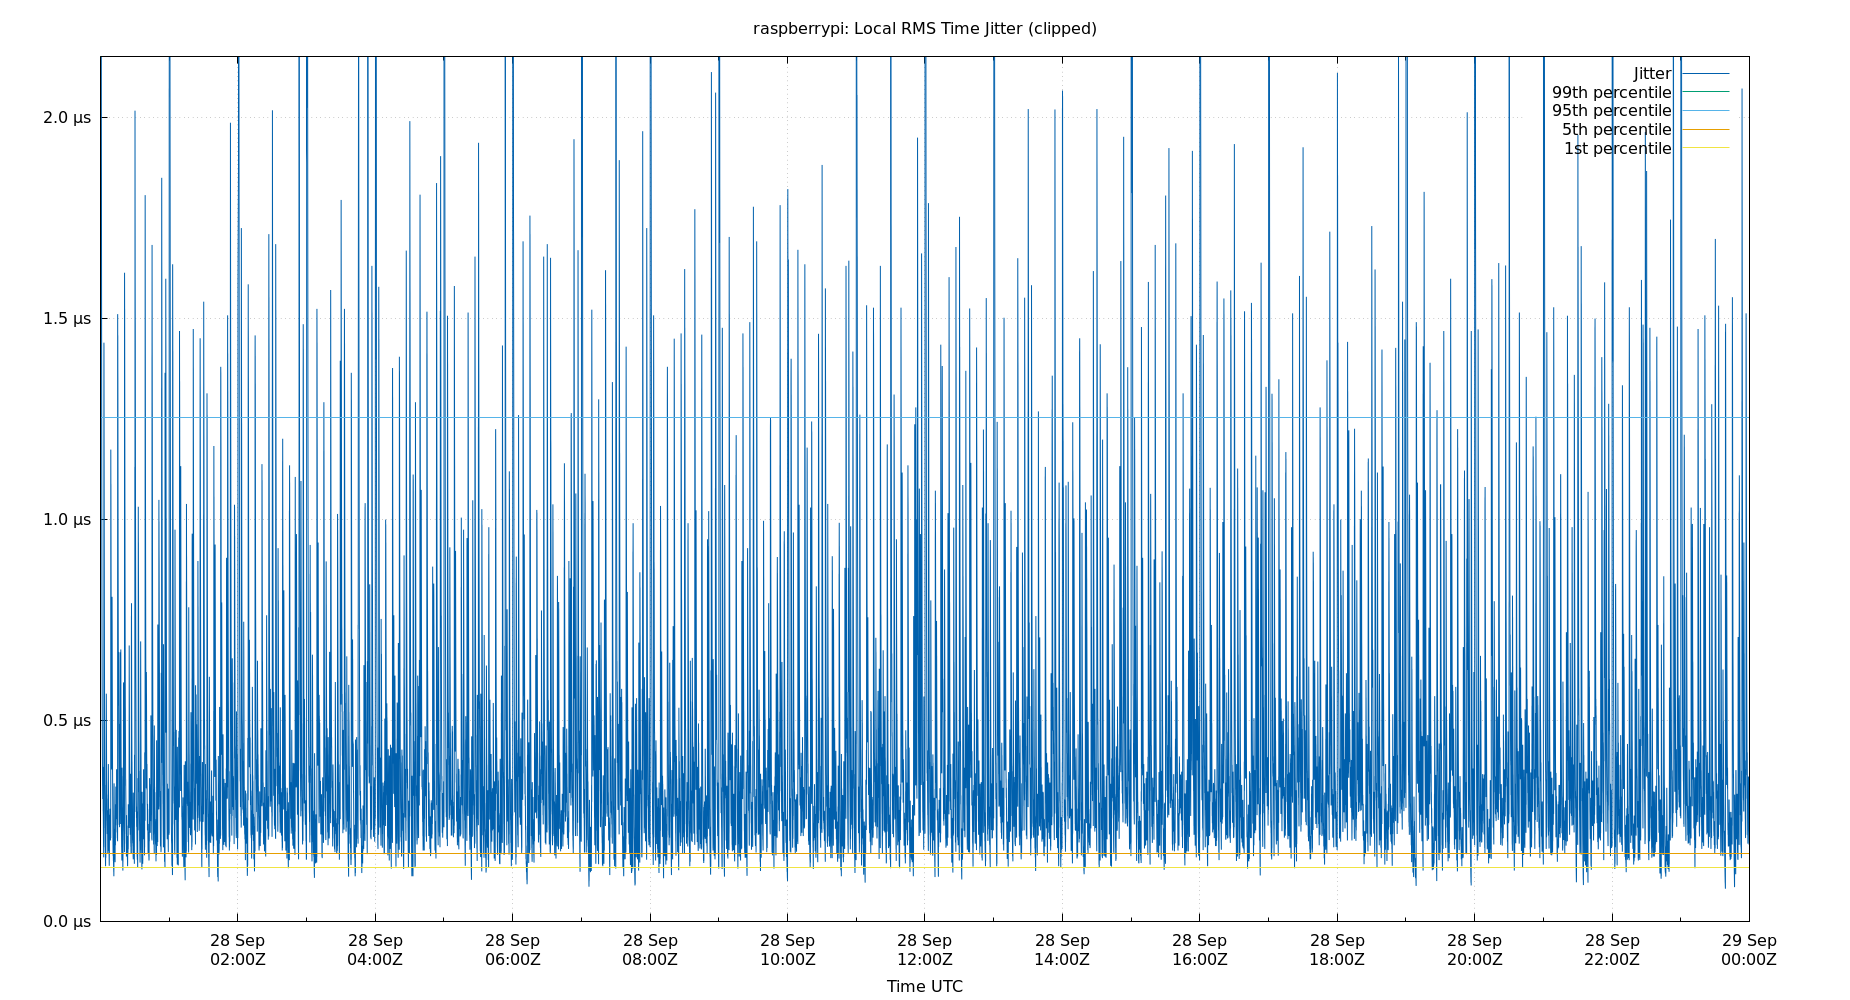 raspberrypi: Local RMS Time Jitter (clipped)
Jitter
99th percentile
95th percentile
5th percentile
1st percentile
2.0 µs
1.5 µs
1.0 µs
0.5 µs
0.0 µs
28 Sep 28 Sep 28 Sep 28 Sep 28 Sep 28 Sep 28 Sep 28 Sep 28 Sep 28 Sep 28 Sep 29 Sep
02:00Z 04:00Z 06:00Z 08:00Z 10:00Z 12:00Z 14:00Z 16:00Z 18:00Z 20:00Z 22:00Z 00:00Z
Time UTC